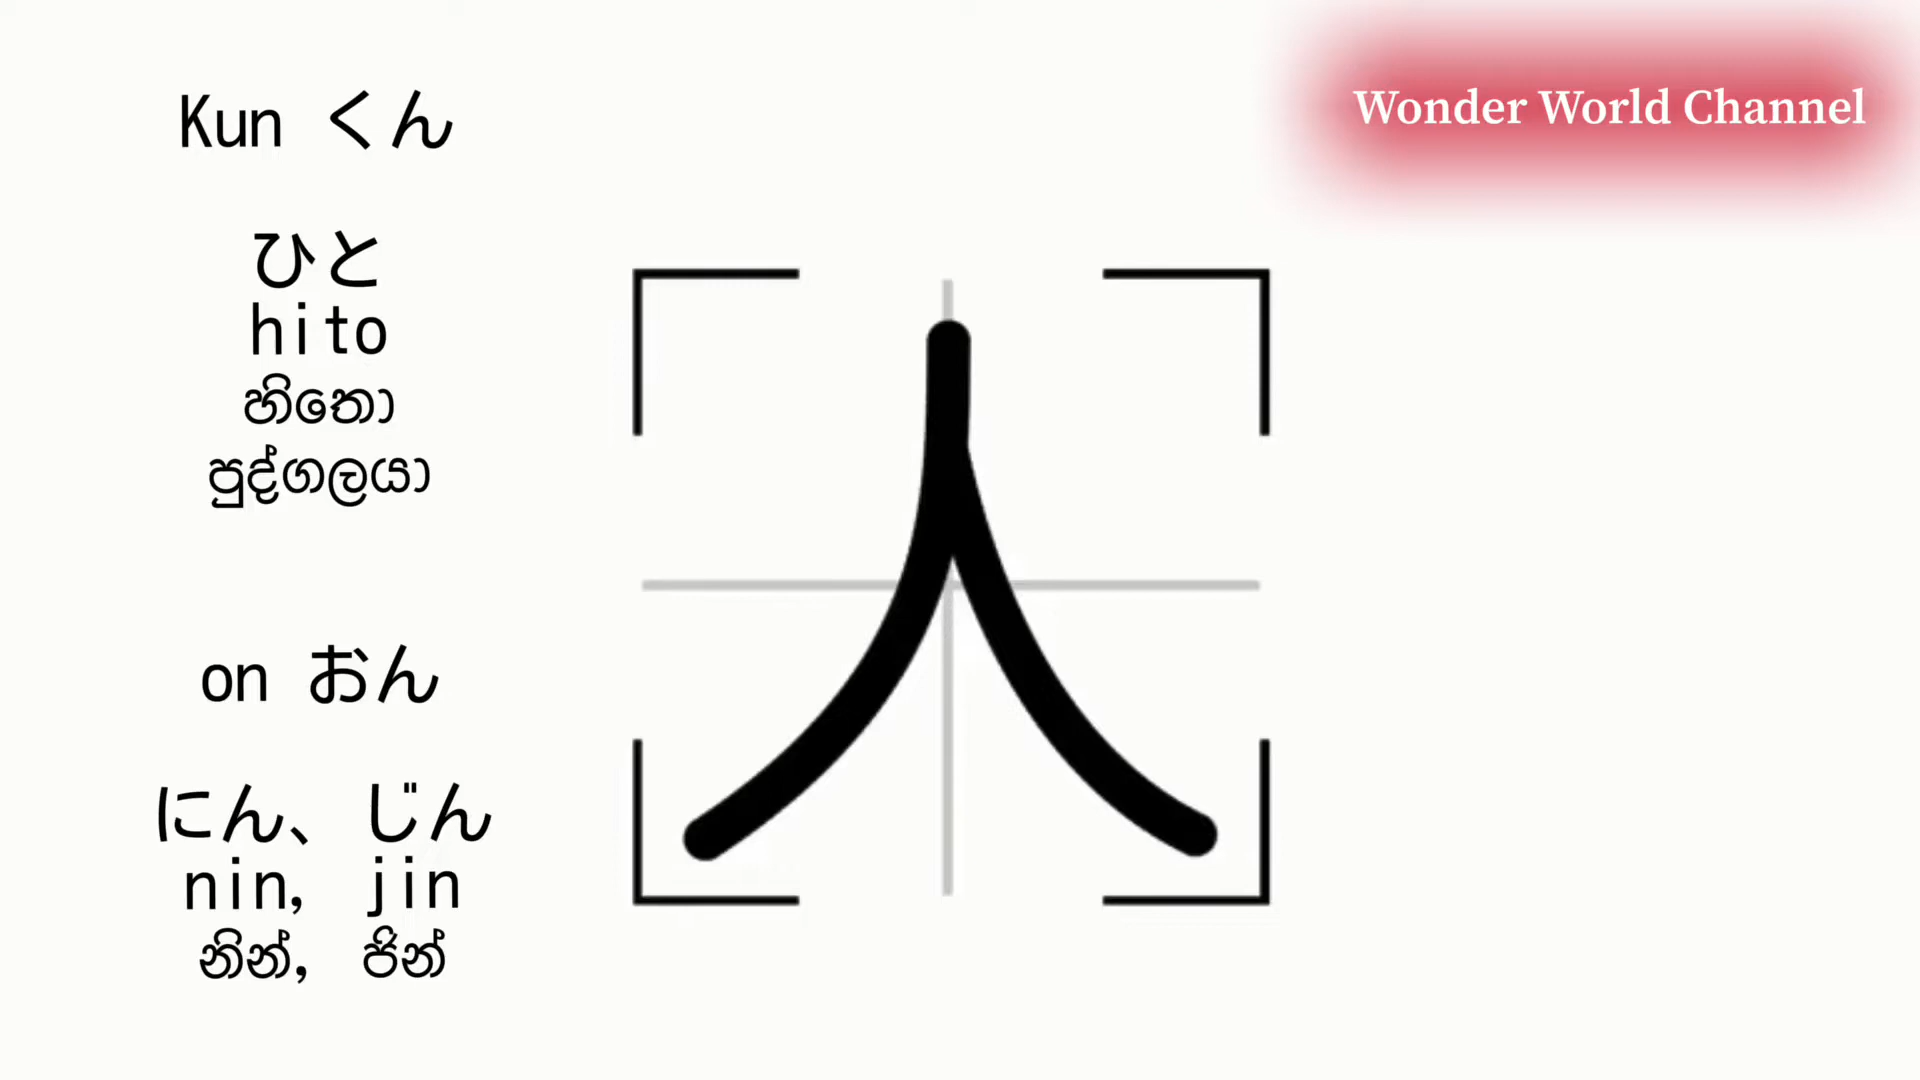 Wonder World Channel
Kun くん
ひと
hito
හිතො
පුද්ගලයා
人
on おん
にん、 じん
nin, jin
නින්, ජින්